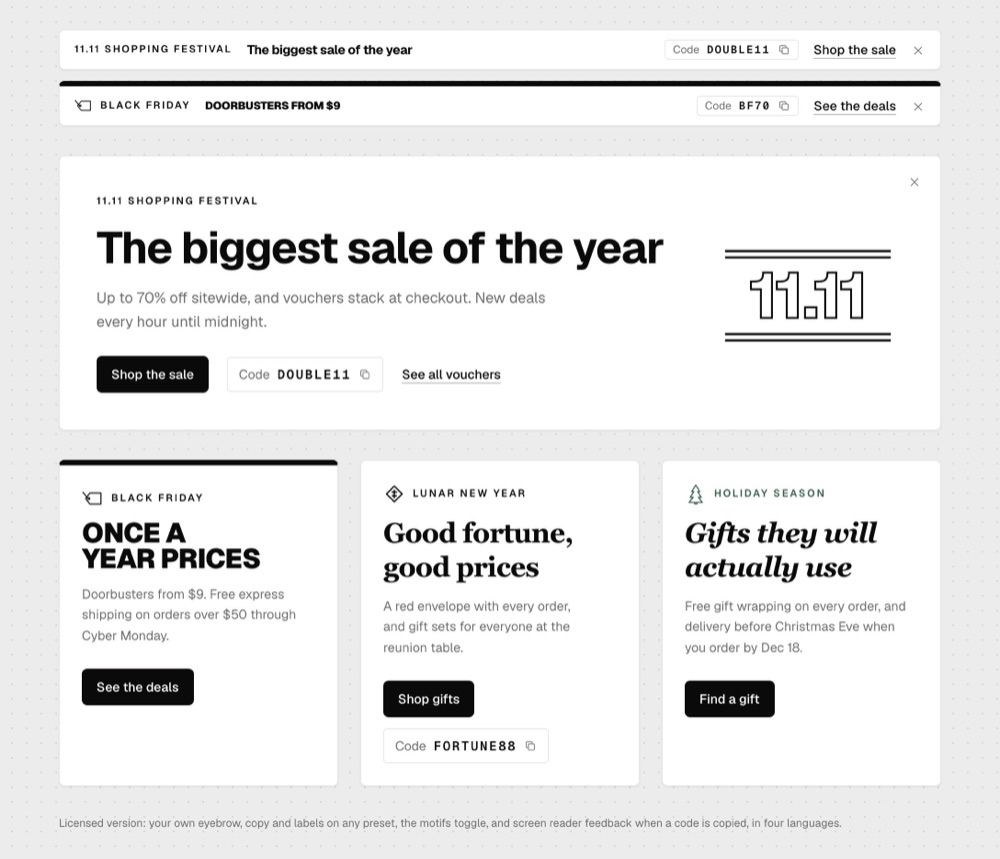 11.11 SHOPPING FESTIVAL The biggest sale of the year Code DOUBLE11 Shop the sale
BLACK FRIDAY DOORBUSTERS FROM $9 Code BF70 See the deals
11.11 SHOPPING FESTIVAL
The biggest sale of the year
Up to 70% off sitewide, and vouchers stack at checkout. New deals
every hour until midnight.
Shop the sale Code DOUBLE11 See all vouchers
11.11
BLACK FRIDAY
ONCE A
YEAR PRICES
Doorbusters from $9. Free express
shipping on orders over $50 through
Cyber Monday.
See the deals
LUNAR NEW YEAR
Good fortune,
good prices
A red envelope with every order,
and gift sets for everyone at the
reunion table.
Shop gifts
Code FORTUNE88
HOLIDAY SEASON
Gifts they will
actually use
Free gift wrapping on every order, and
delivery before Christmas Eve when
you order by Dec 18.
Find a gift
Licensed version: your own eyebrow, copy and labels on any preset, the motifs toggle, and screen reader feedback when a code is copied, in four languages.